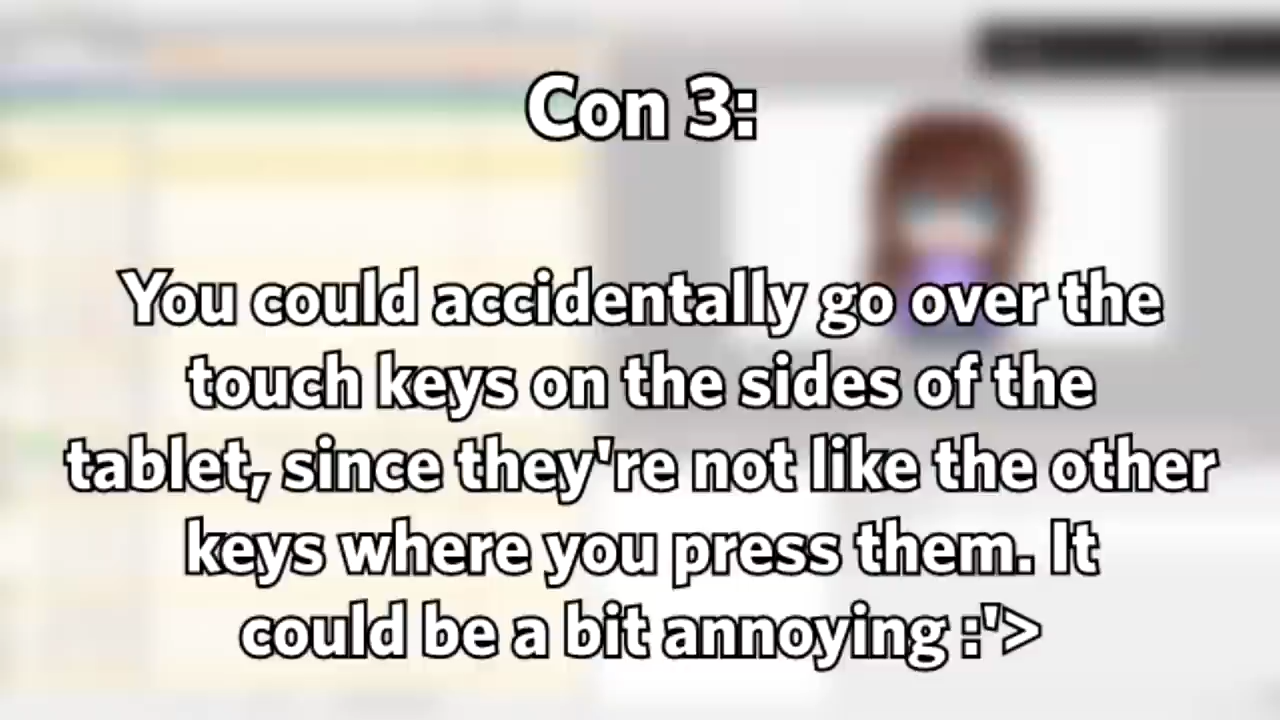 Con 3:
You could accidentally go over the
touch keys on the sides of the
tablet, since they're not like the other
keys where you press them. It
could be a bit annoying :'>